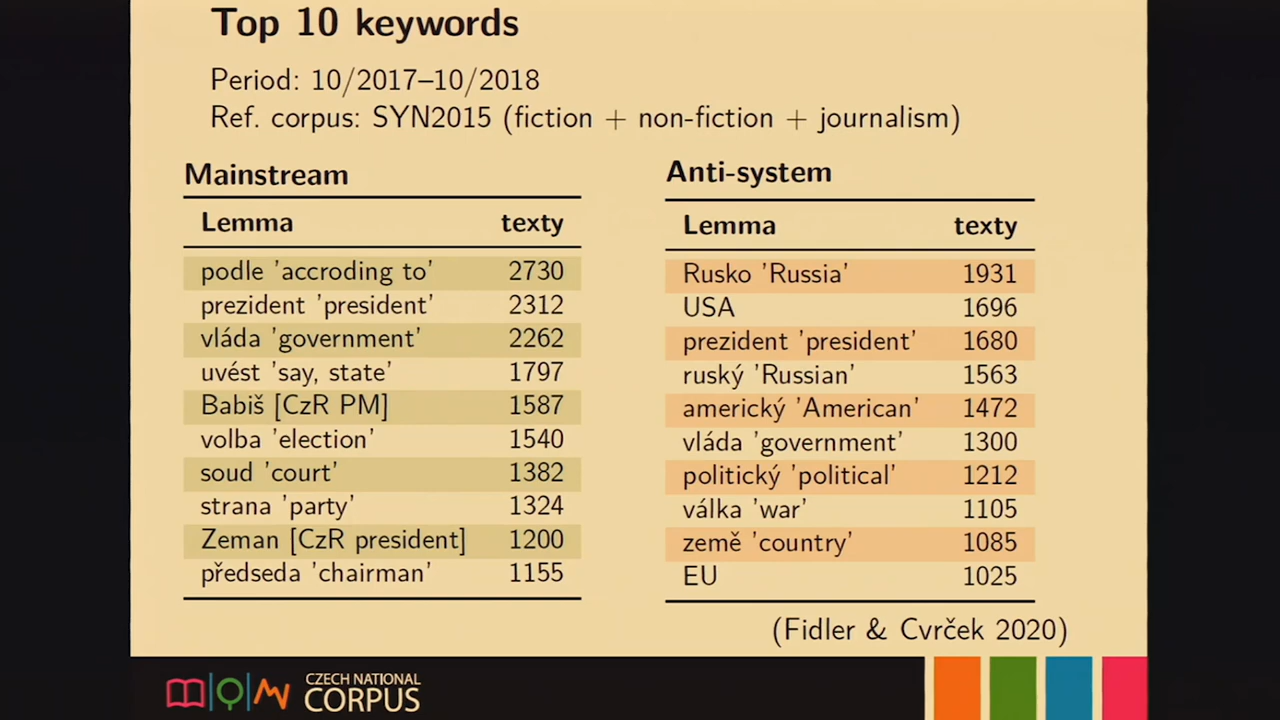 Top 10 keywords
Period: 10/2017–10/2018
Ref. corpus: SYN2015 (fiction + non-fiction + journalism)
Mainstream
Lemma texty
podle 'accroding to' 2730
prezident 'president' 2312
vláda 'government' 2262
uvést 'say, state' 1797
Babiš [CzR PM] 1587
volba 'election' 1540
soud 'court' 1382
strana 'party' 1324
Zeman [CzR president] 1200
předseda 'chairman' 1155
Anti-system
Lemma texty
Rusko 'Russia' 1931
USA 1696
prezident 'president' 1680
ruský 'Russian' 1563
americký 'American' 1472
vláda 'government' 1300
politický 'political' 1212
válka 'war' 1105
země 'country' 1085
EU 1025
(Fidler & Cvrček 2020)
CZECH NATIONAL
CORPUS